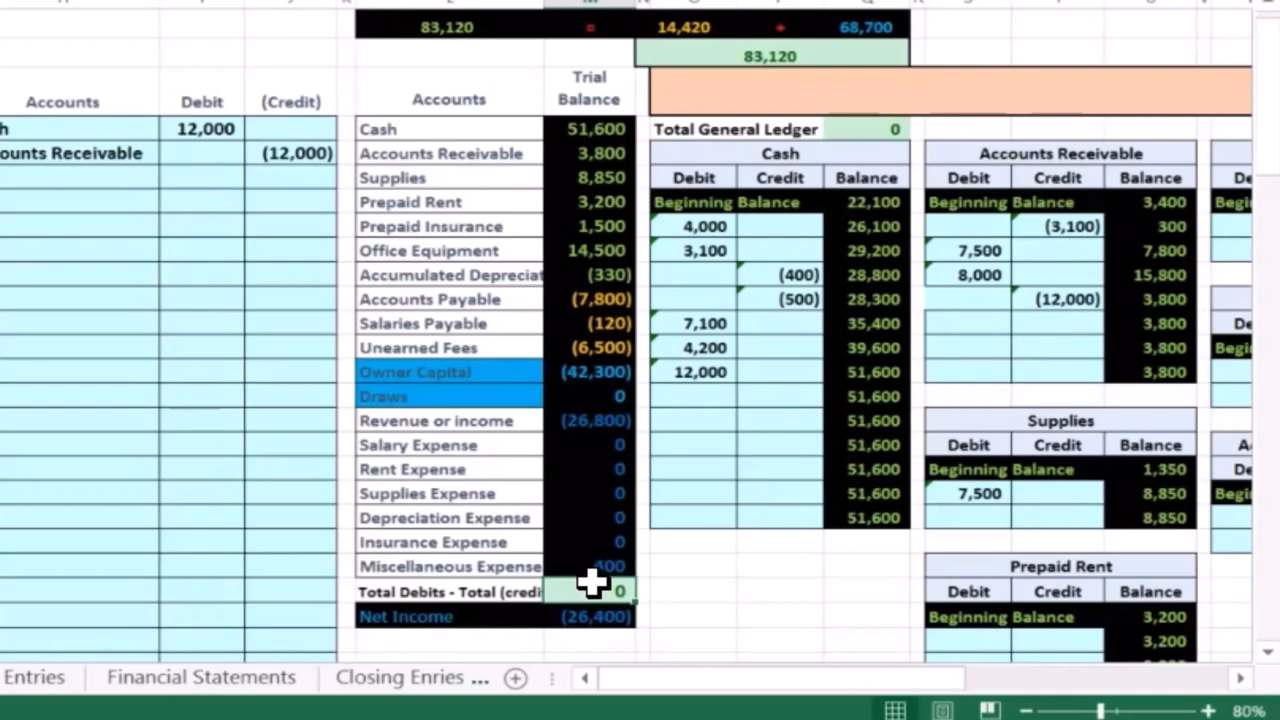 83,120 = 14,420 + 68,700
83,120
Accounts Debit (Credit)
h 12,000
ounts Receivable (12,000)
Accounts Trial Balance
Cash 51,600
Accounts Receivable 3,800
Supplies 8,850
Prepaid Rent 3,200
Prepaid Insurance 1,500
Office Equipment 14,500
Accumulated Depreciat (330)
Accounts Payable (7,800)
Salaries Payable (120)
Unearned Fees (6,500)
Owner Capital (42,300)
Draws 0
Revenue or income (26,800)
Salary Expense 0
Rent Expense 0
Supplies Expense 0
Depreciation Expense 0
Insurance Expense 0
Miscellaneous Expense 400
Total Debits - Total (credi 0
Net Income (26,400)
Total General Ledger 0
Cash
Debit Credit Balance
Beginning Balance 22,100
4,000 26,100
3,100 29,200
(400) 28,800
(500) 28,300
7,100 35,400
4,200 39,600
12,000 51,600
51,600
51,600
51,600
51,600
51,600
51,600
Accounts Receivable
Debit Credit Balance
Beginning Balance 3,400
(3,100) 300
7,500 7,800
8,000 15,800
(12,000) 3,800
3,800
3,800
3,800
Supplies
Debit Credit Balance
Beginning Balance 1,350
7,500 8,850
8,850
Prepaid Rent
Debit Credit Balance
Beginning Balance 3,200
3,200
De
Begi
De
Begi
A
De
Begi
Entries Financial Statements Closing Enries ...
80%